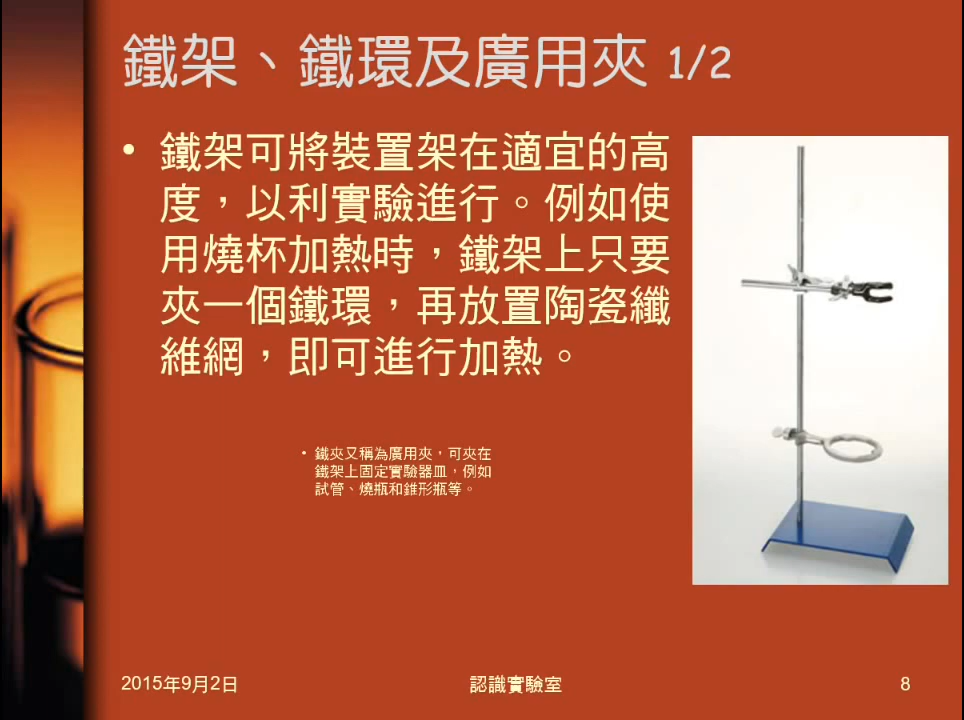 鐵架、鐵環及廣用夾 1/2
• 鐵架可將裝置架在適宜的高
度，以利實驗進行。例如使
用燒杯加熱時，鐵架上只要
夾一個鐵環，再放置陶瓷纖
維網，即可進行加熱。
• 鐵夾又稱為廣用夾，可夾在
鐵架上固定實驗器皿，例如
試管、燒瓶和錐形瓶等。
2015年9月2日
認識實驗室
8